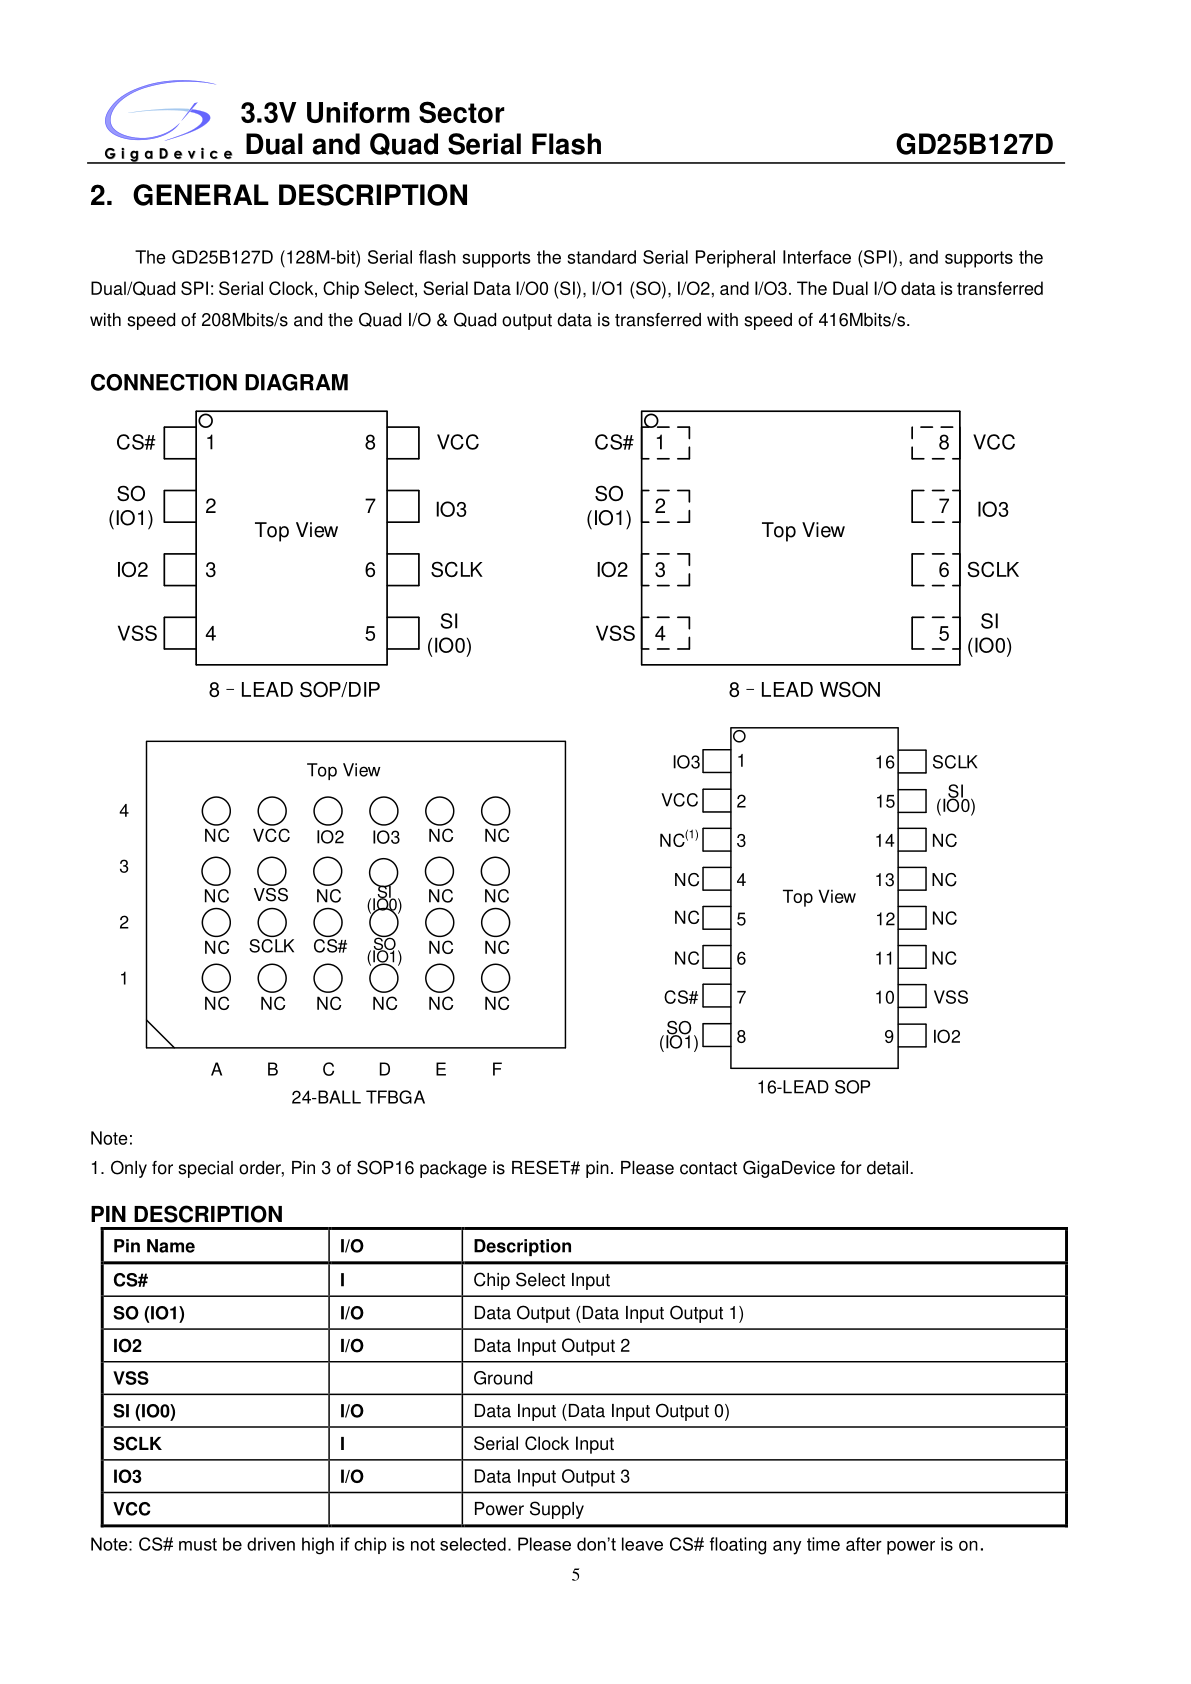 3.3V Uniform Sector
GigaDevice Dual and Quad Serial Flash GD25B127D
2. GENERAL DESCRIPTION
The GD25B127D (128M-bit) Serial flash supports the standard Serial Peripheral Interface (SPI), and supports the
Dual/Quad SPI: Serial Clock, Chip Select, Serial Data I/O0 (SI), I/O1 (SO), I/O2, and I/O3. The Dual I/O data is transferred
with speed of 208Mbits/s and the Quad I/O & Quad output data is transferred with speed of 416Mbits/s.
CONNECTION DIAGRAM
CS# 1 8 VCC
SO
(IO1) 2 7 IO3
Top View
IO2 3 6 SCLK
VSS 4 5 SI
(IO0)
8 – LEAD SOP/DIP
CS# 1 8 VCC
SO
(IO1) 2 7 IO3
Top View
IO2 3 6 SCLK
VSS 4 5 SI
(IO0)
8 – LEAD WSON
Top View
4
NC VCC IO2 IO3 NC NC
3
NC VSS NC SI
(IO0) NC NC
2
NC SCLK CS# SO
(IO1) NC NC
1
NC NC NC NC NC NC
A B C D E F
24-BALL TFBGA
IO3 1 16 SCLK
VCC 2 15 SI
(IO0)
NC(1) 3 14 NC
NC 4 13 NC
Top View
NC 5 12 NC
NC 6 11 NC
CS# 7 10 VSS
SO
(IO1) 8 9 IO2
16-LEAD SOP
Note:
1. Only for special order, Pin 3 of SOP16 package is RESET# pin. Please contact GigaDevice for detail.
PIN DESCRIPTION
Pin Name I/O Description
CS# I Chip Select Input
SO (IO1) I/O Data Output (Data Input Output 1)
IO2 I/O Data Input Output 2
VSS Ground
SI (IO0) I/O Data Input (Data Input Output 0)
SCLK I Serial Clock Input
IO3 I/O Data Input Output 3
VCC Power Supply
Note: CS# must be driven high if chip is not selected. Please don’t leave CS# floating any time after power is on.
5